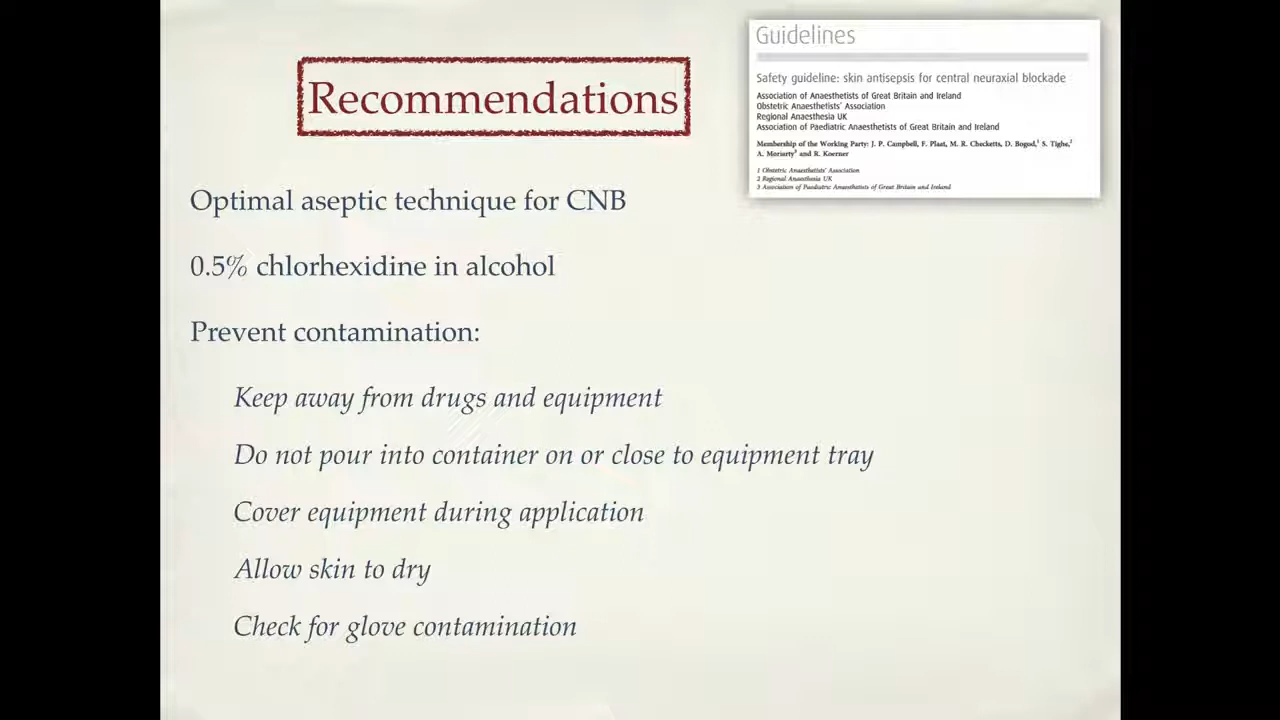 Recommendations
Guidelines
Safety guideline: skin antisepsis for central neuraxial blockade
Association of Anaesthetists of Great Britain and Ireland
Obstetric Anaesthetists' Association
Regional Anaesthesia UK
Association of Paediatric Anaesthetists of Great Britain and Ireland
Membership of the Working Party: J. P. Campbell, F. Plaat, M. R. Checketts, D. Bogod,¹ S. Tighe,²
A. Moriarty³ and R. Koerner
1 Obstetric Anaesthetists' Association
2 Regional Anaesthesia UK
3 Association of Paediatric Anaesthetists of Great Britain and Ireland
Optimal aseptic technique for CNB
0.5% chlorhexidine in alcohol
Prevent contamination:
Keep away from drugs and equipment
Do not pour into container on or close to equipment tray
Cover equipment during application
Allow skin to dry
Check for glove contamination